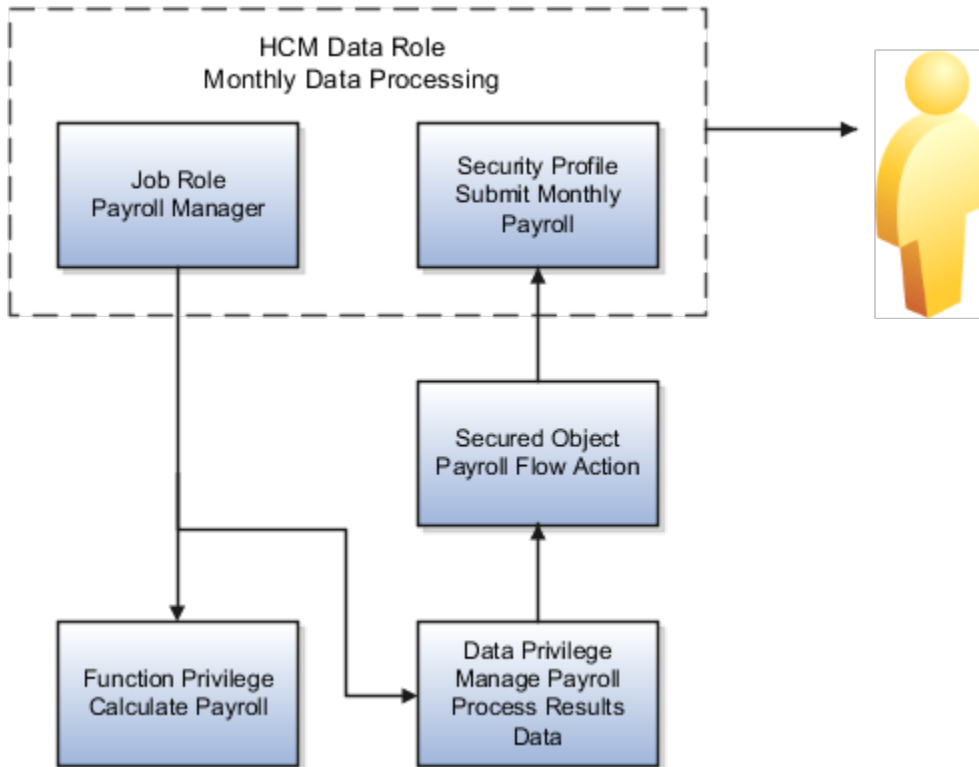 HCM Data Role
Monthly Data Processing
Job Role
Payroll Manager
Security Profile
Submit Monthly
Payroll
Secured Object
Payroll Flow Action
Function Privilege
Calculate Payroll
Data Privilege
Manage Payroll
Process Results
Data